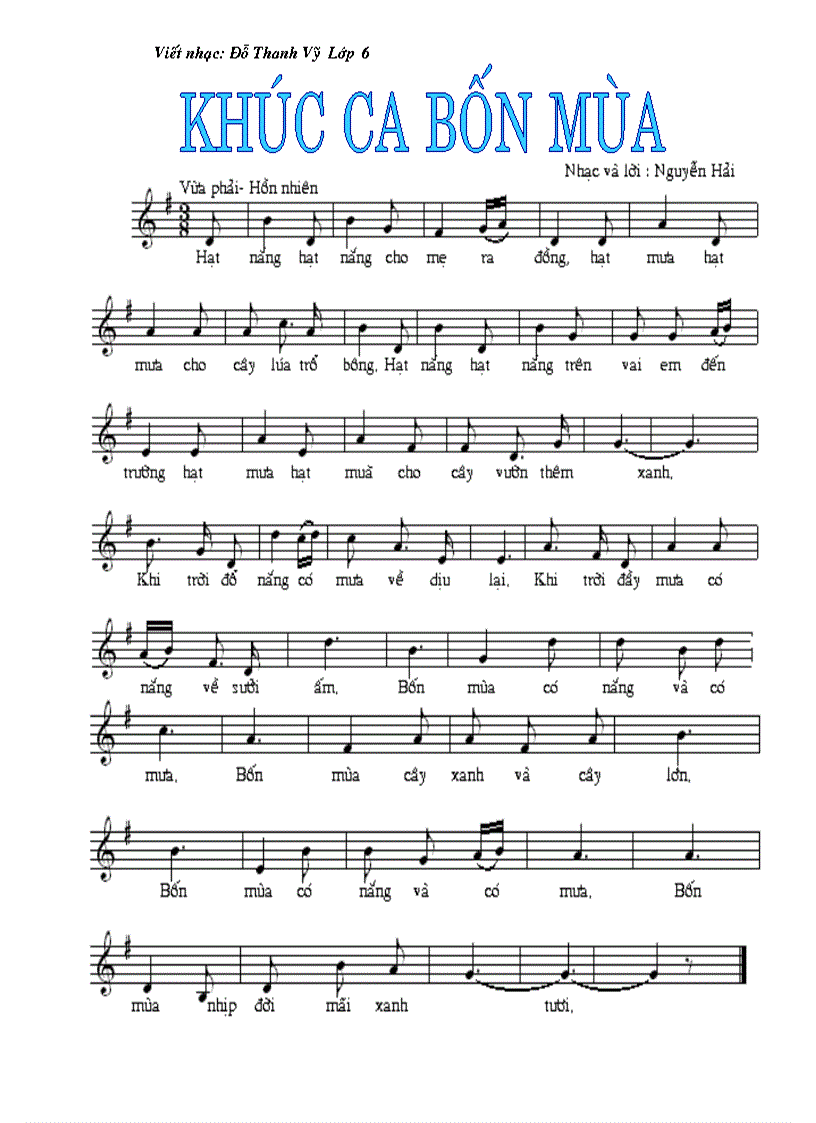 Viết nhạc: Đỗ Thanh Vỹ Lớp 6
KHÚC CA BỐN MÙA
Nhạc và lời : Nguyễn Hải
Vừa phải- Hồn nhiên
3
8
Hạt nắng hạt nắng cho mẹ ra đồng, hạt mưa hạt
mưa cho cây lúa trổ bông, Hạt nắng hạt nắng trên vai em đến
trường hạt mưa hạt muă cho cây vườn thêm xanh,
Khi trời đổ nắng có mưa về dịu lại, Khi trời đầy mưa có
nắng về sưởi ấm, Bốn mùa có nắng và có
mưa, Bốn mùa cây xanh và cây lớn,
Bốn mùa có nắng và có mưa, Bốn
mùa nhịp đời mãi xanh tươi,